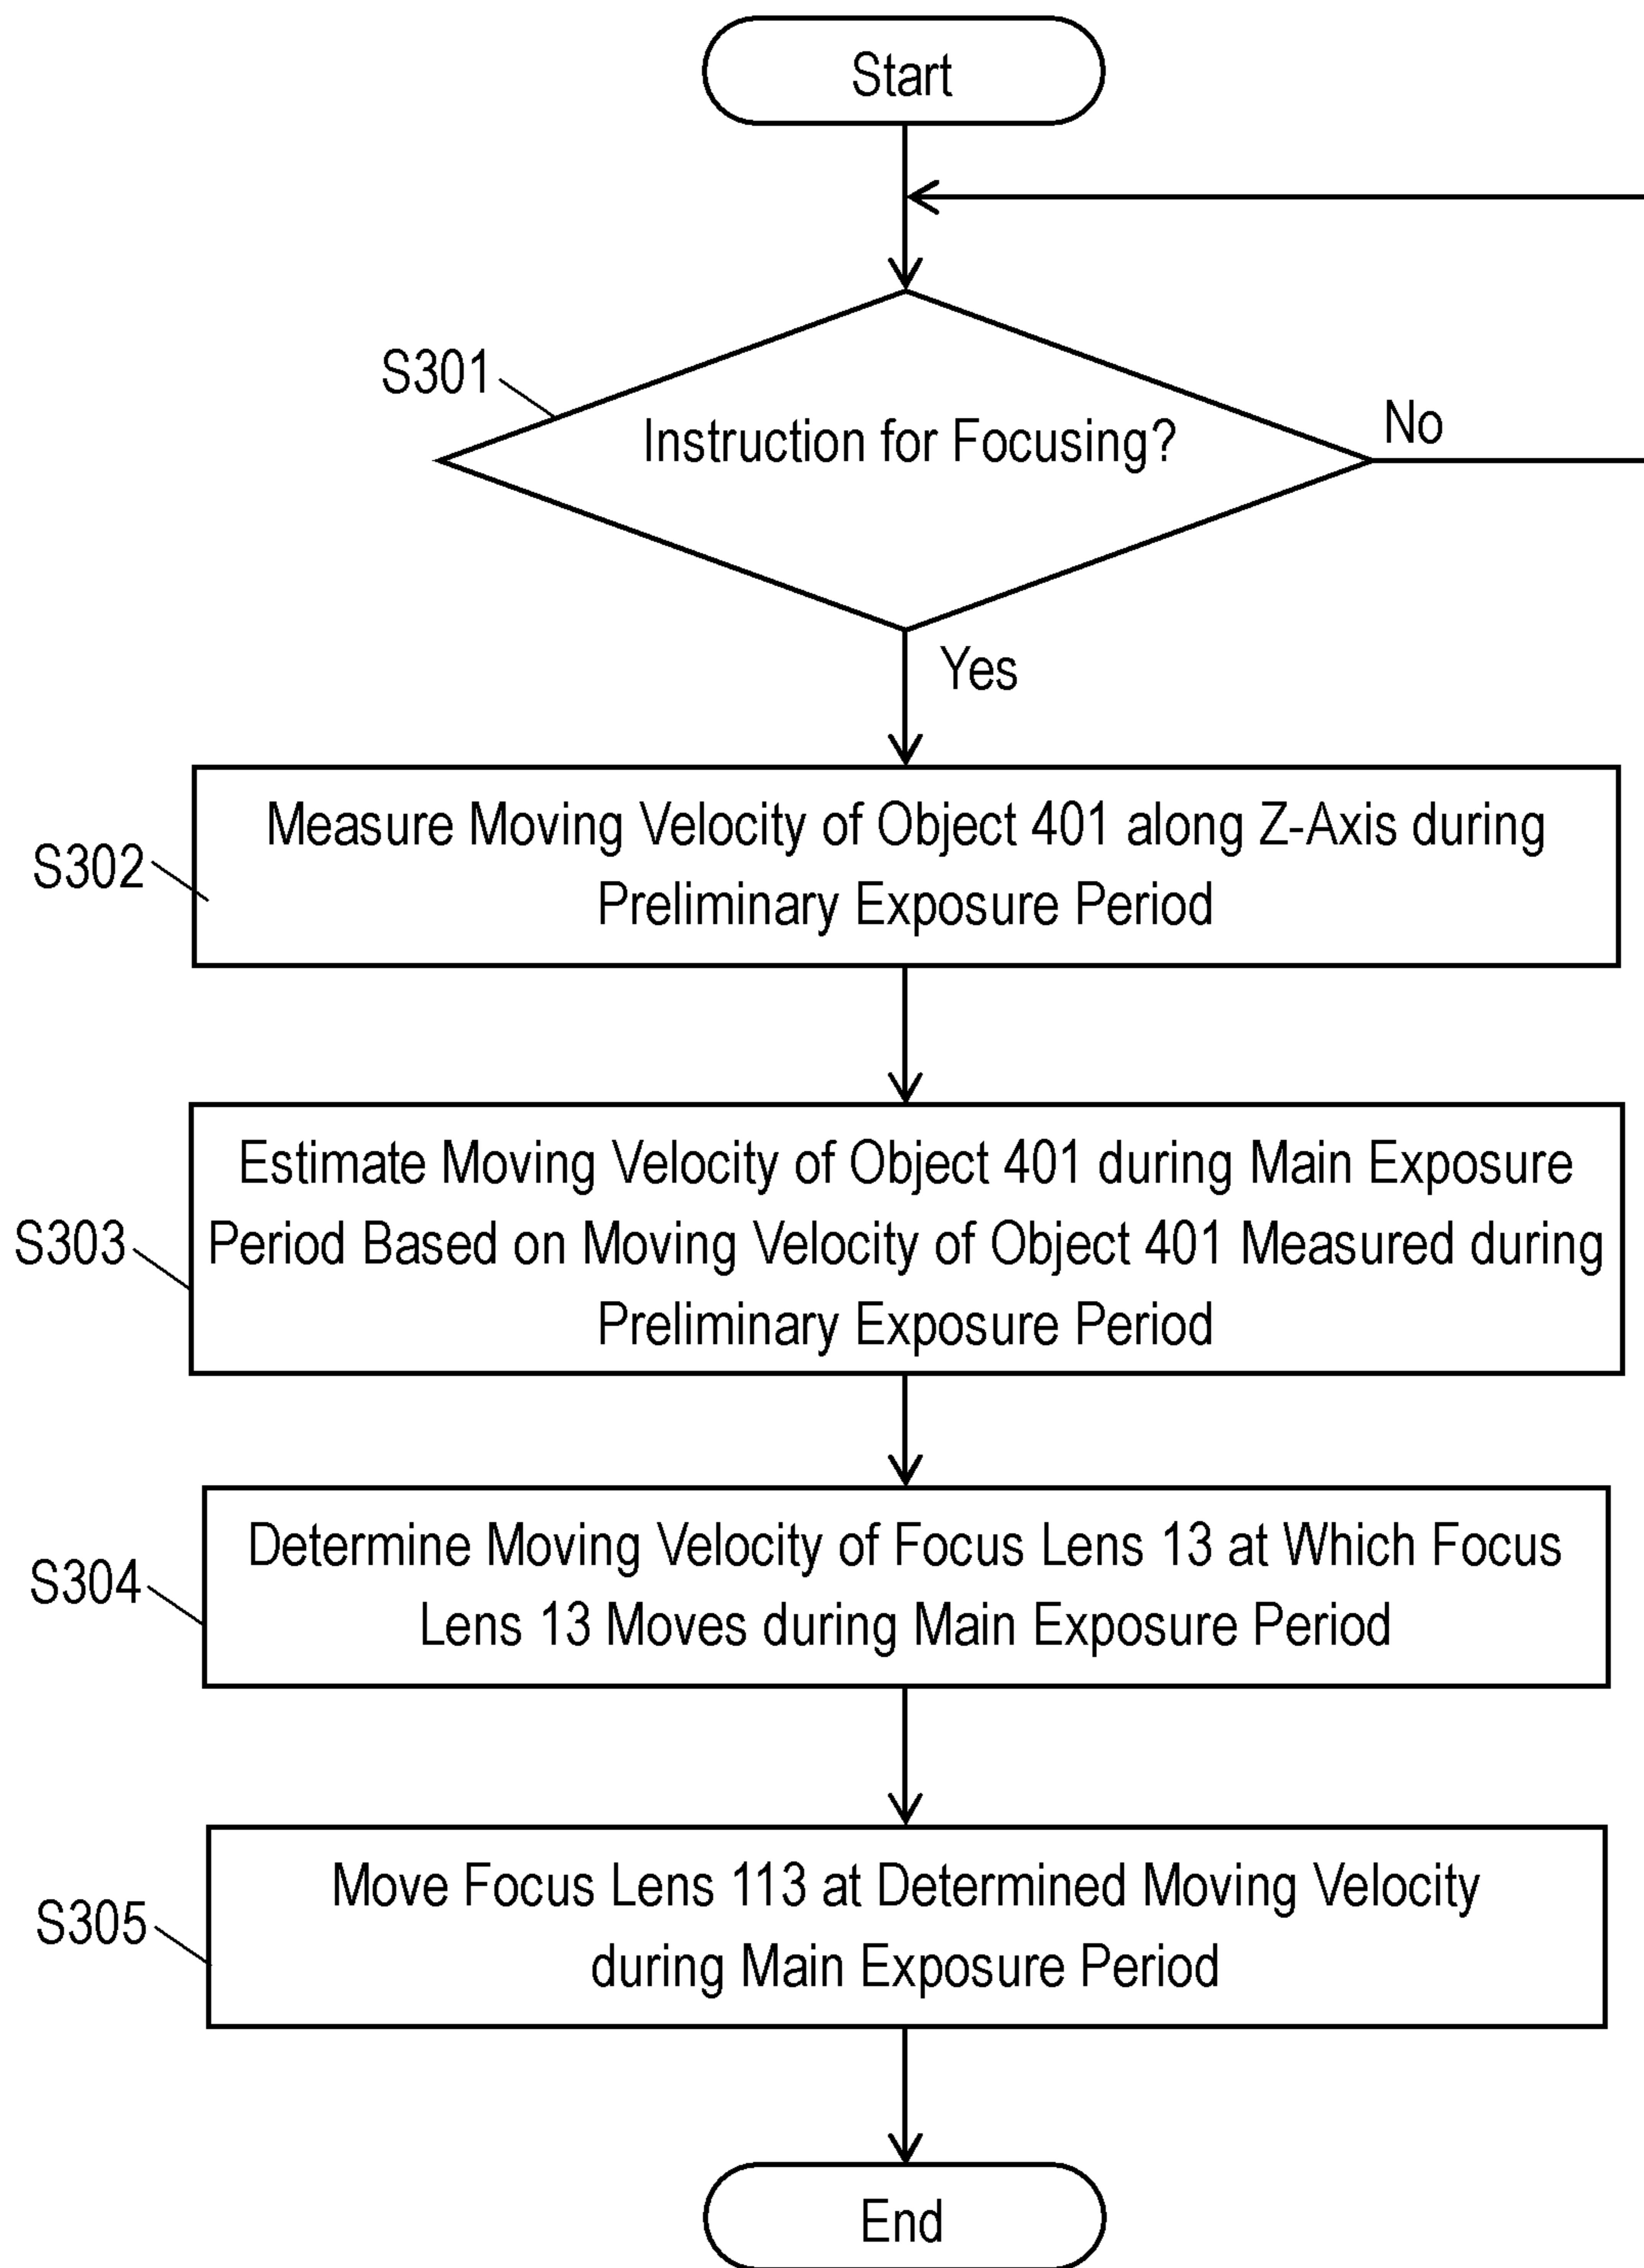 Start
S301
Instruction for Focusing?
No
Yes
S302
Measure Moving Velocity of Object 401 along Z-Axis during
Preliminary Exposure Period
S303
Estimate Moving Velocity of Object 401 during Main Exposure
Period Based on Moving Velocity of Object 401 Measured during
Preliminary Exposure Period
S304
Determine Moving Velocity of Focus Lens 13 at Which Focus
Lens 13 Moves during Main Exposure Period
S305
Move Focus Lens 113 at Determined Moving Velocity
during Main Exposure Period
End